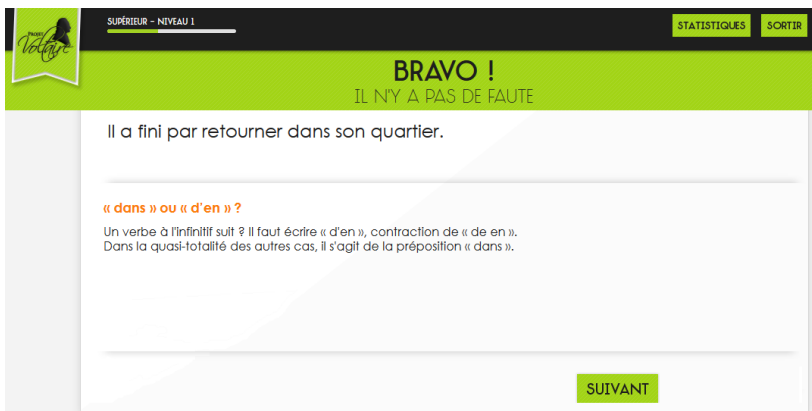 PROJET
Voltaire
SUPÉRIEUR – NIVEAU 1
STATISTIQUES
SORTIR
BRAVO !
IL N'Y A PAS DE FAUTE
Il a fini par retourner dans son quartier.
« dans » ou « d'en » ?
Un verbe à l'infinitif suit ? Il faut écrire « d'en », contraction de « de en ».
Dans la quasi-totalité des autres cas, il s'agit de la préposition « dans ».
SUIVANT